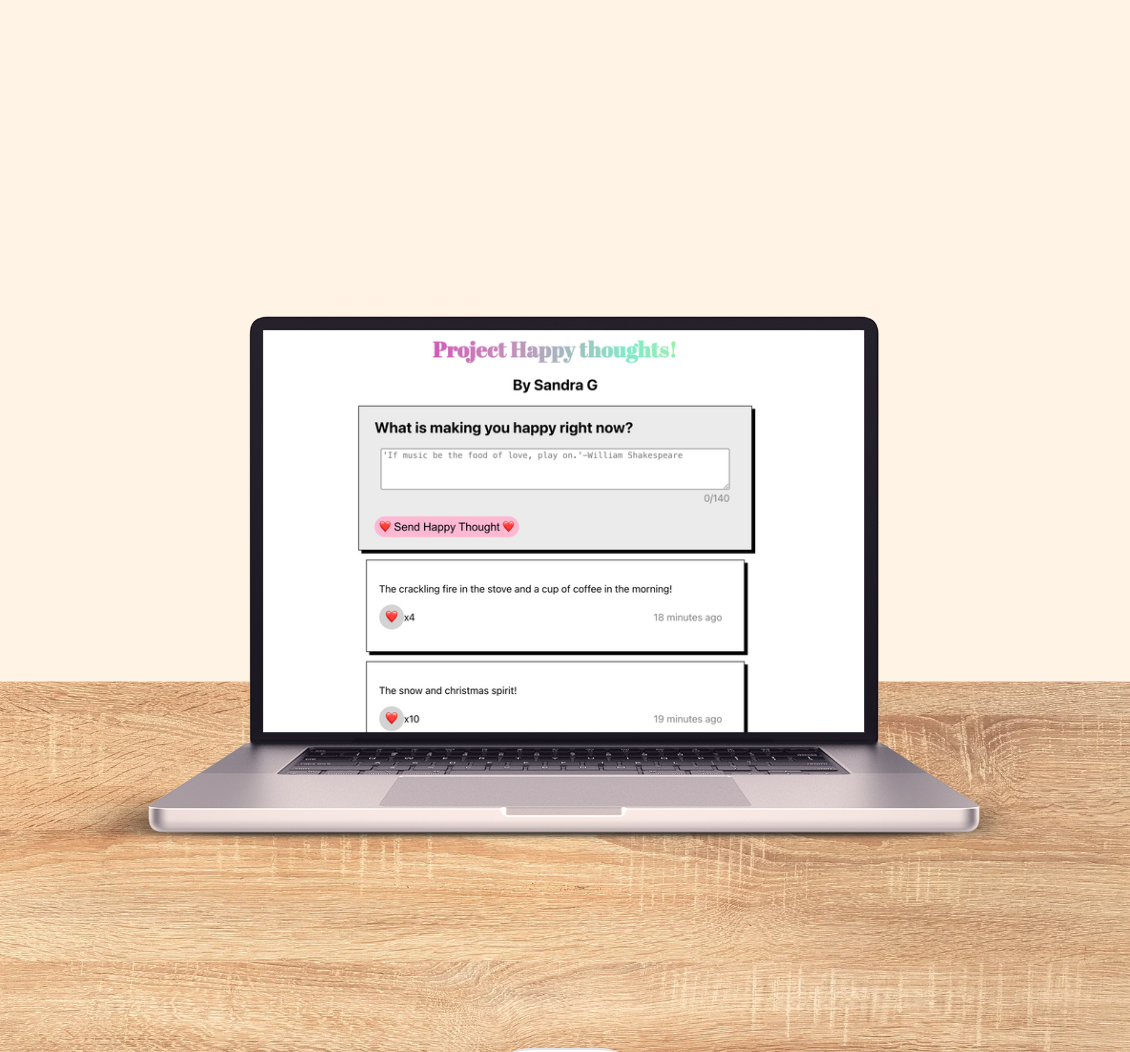 Project Happy thoughts!
By Sandra G
What is making you happy right now?
'If music be the food of love, play on.'–William Shakespeare
0/140
❤️ Send Happy Thought ❤️
The crackling fire in the stove and a cup of coffee in the morning!
❤️ x4 18 minutes ago
The snow and christmas spirit!
❤️ x10 19 minutes ago